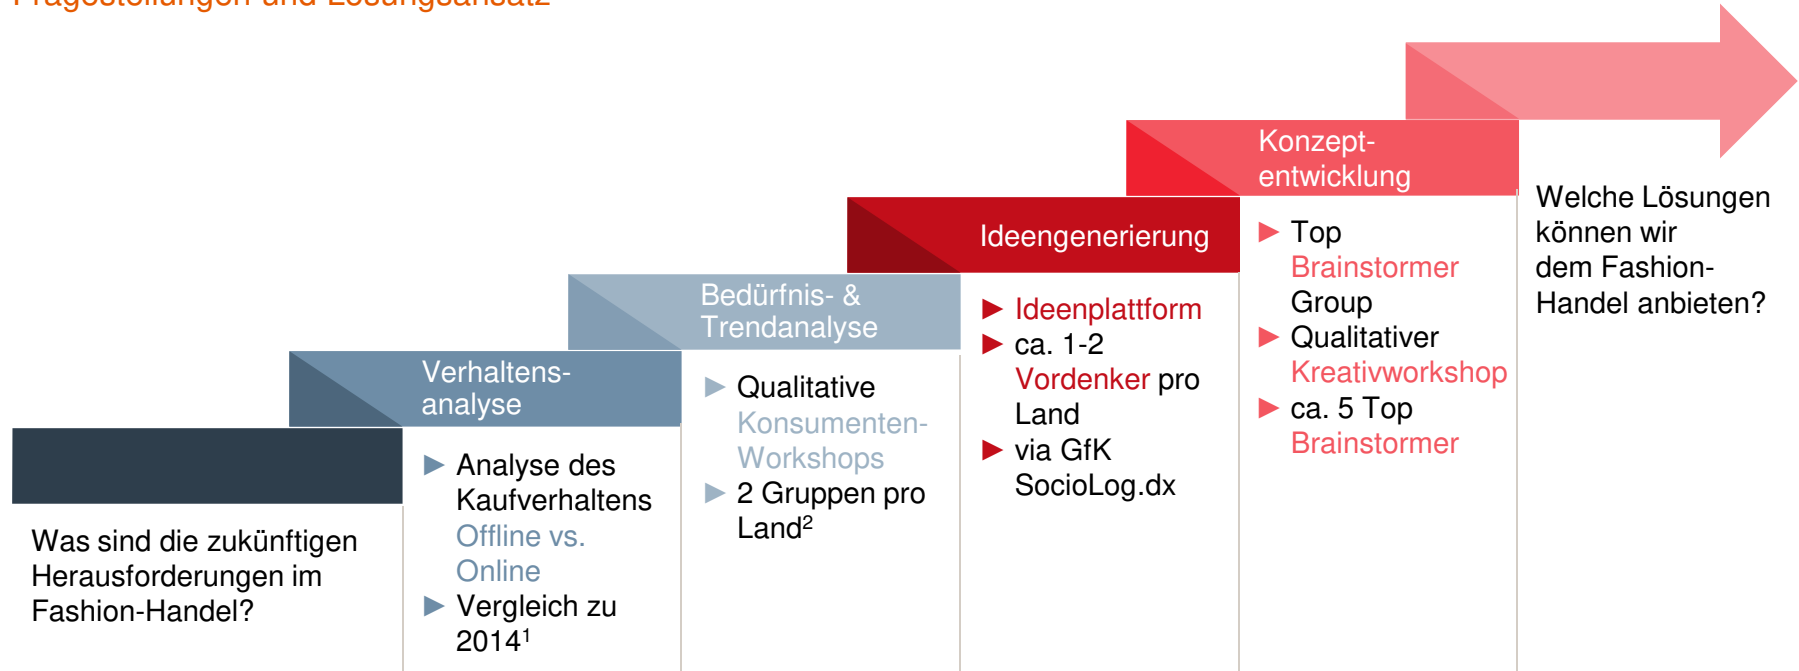 Fragestellungen und Lösungsansatz
Was sind die zukünftigen
Herausforderungen im
Fashion-Handel?
Verhaltens-
analyse
► Analyse des
Kaufverhaltens
Offline vs.
Online
► Vergleich zu
2014¹
Bedürfnis- &
Trendanalyse
► Qualitative
Konsumenten-
Workshops
► 2 Gruppen pro
Land²
Ideengenerierung
► Ideenplattform
► ca. 1-2
Vordenker pro
Land
► via GfK
SocioLog.dx
Konzept-
entwicklung
► Top
Brainstormer
Group
► Qualitativer
Kreativworkshop
► ca. 5 Top
Brainstormer
Welche Lösungen
können wir
dem Fashion-
Handel anbieten?